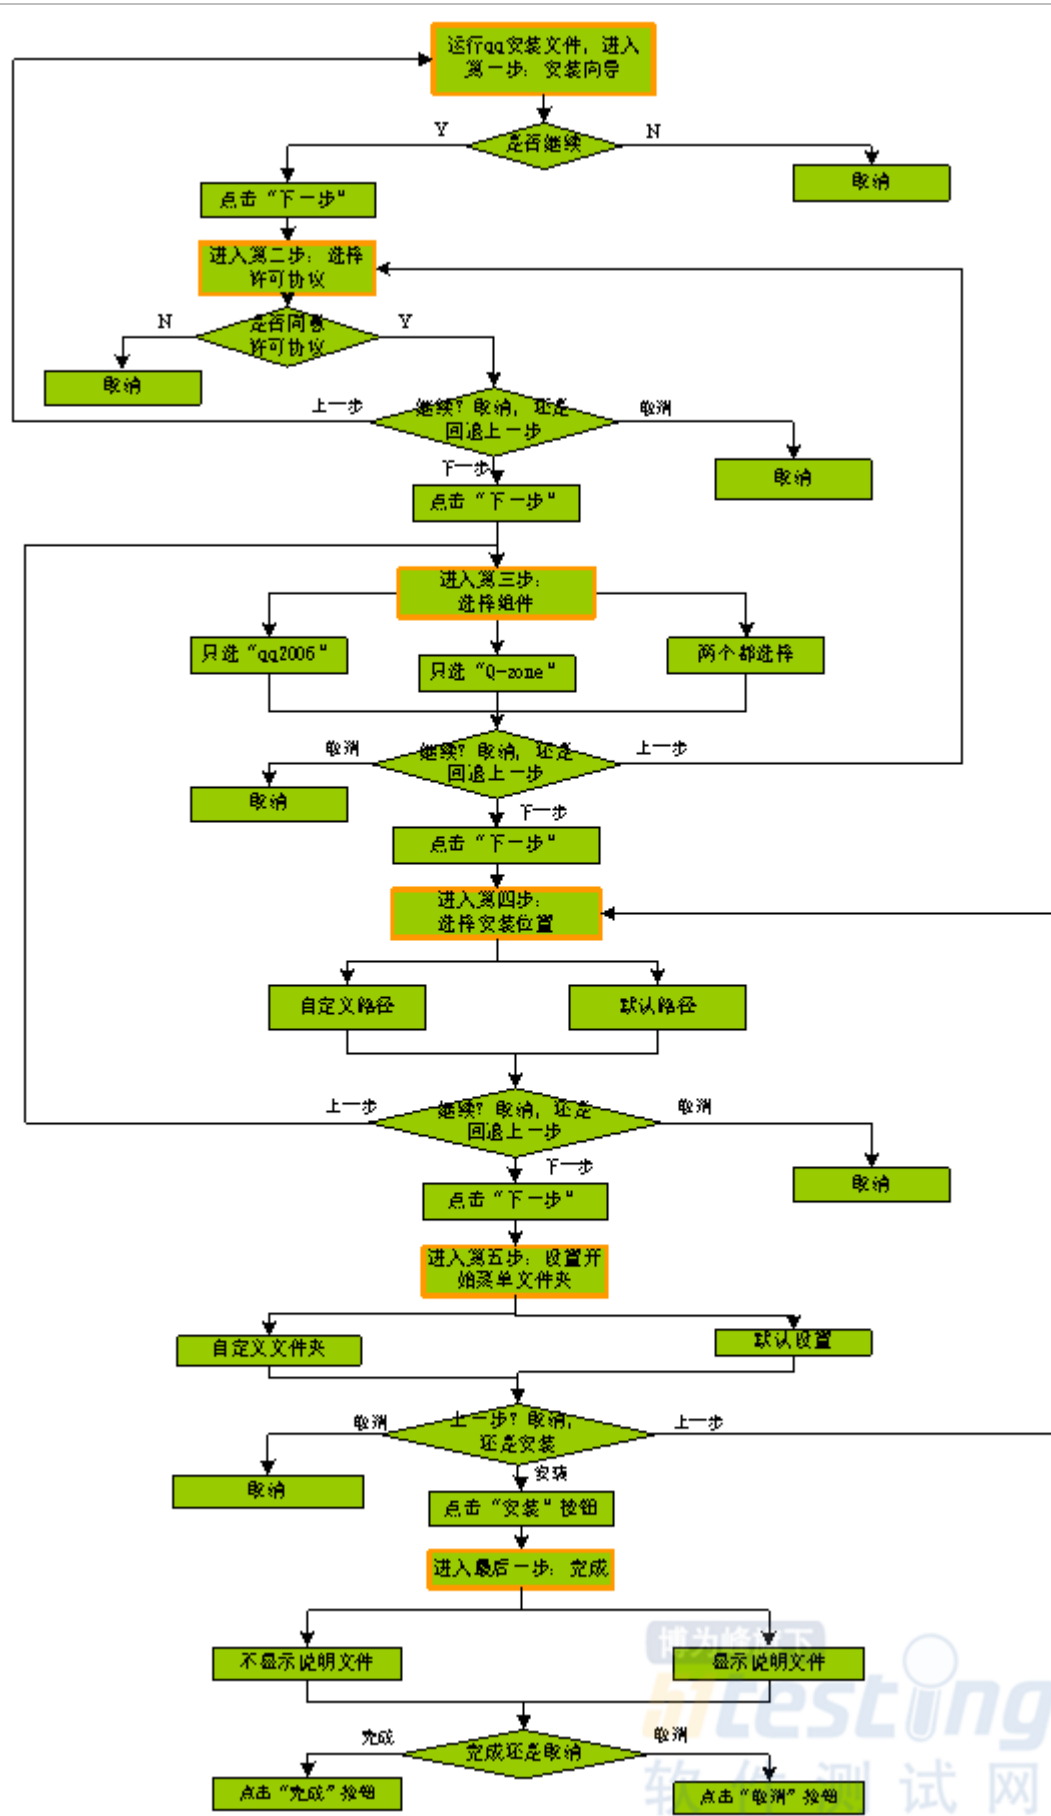 运行qq安装文件，进入
第一步：安装向导
是否继续
Y
N
取消
点击“下一步”
进入第二步：选择
许可协议
是否同意
许可协议
N
Y
取消
继续？取消，还是
回退上一步
上一步
取消
取消
下一步
点击“下一步”
进入第三步：
选择组件
只选“qq2006”
只选“Q-zone”
两个都选择
继续？取消，还是
回退上一步
取消
上一步
取消
下一步
点击“下一步”
进入第四步：
选择安装位置
自定义路径
默认路径
继续？取消，还是
回退上一步
上一步
取消
取消
下一步
点击“下一步”
进入第五步：设置开
始菜单文件夹
自定义文件夹
默认设置
上一步？取消，
还是安装
取消
上一步
取消
安装
点击“安装”按钮
进入最后一步：完成
不显示说明文件
显示说明文件
完成还是取消
完成
取消
点击“完成”按钮
点击“取消”按钮
博为峰旗下
51testing
软件测试网